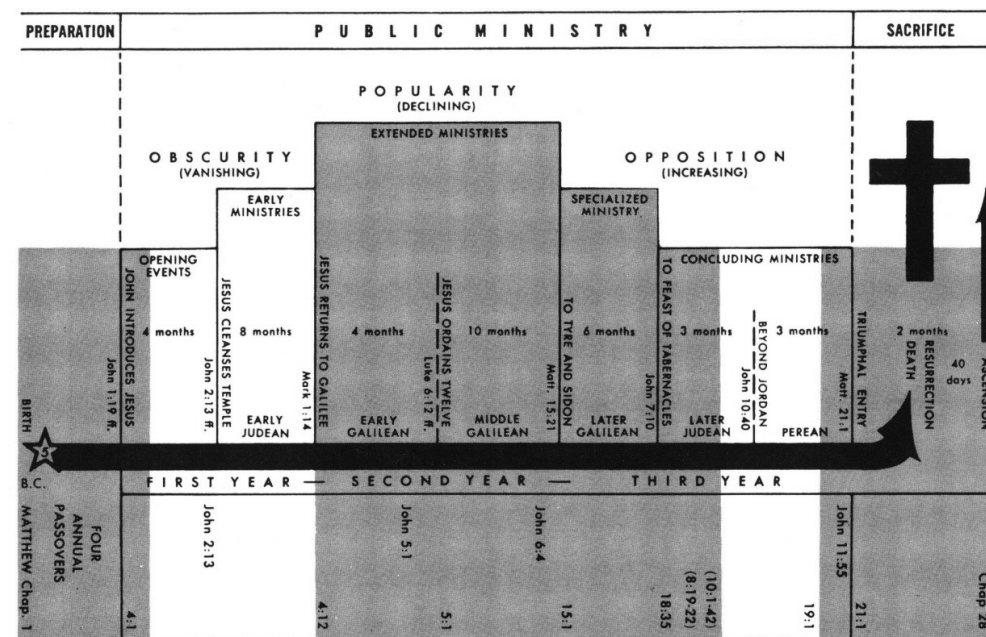 PREPARATION
PUBLIC MINISTRY
SACRIFICE
POPULARITY
(DECLINING)
EXTENDED MINISTRIES
OBSCURITY
(VANISHING)
OPPOSITION
(INCREASING)
EARLY
MINISTRIES
SPECIALIZED
MINISTRY
OPENING
EVENTS
CONCLUDING MINISTRIES
BIRTH
John 1:19 ff.
JOHN INTRODUCES JESUS
4 months
John 2:13 ff.
JESUS CLEANSES TEMPLE
8 months
EARLY
JUDEAN
Mark 1:14
JESUS RETURNS TO GALILEE
4 months
EARLY
GALILEAN
Luke 6:12 ff.
JESUS ORDAINS TWELVE
10 months
MIDDLE
GALILEAN
Matt. 15:21
TO TYRE AND SIDON
6 months
LATER
GALILEAN
John 7:10
TO FEAST OF TABERNACLES
3 months
LATER
JUDEAN
John 10:40
BEYOND JORDAN
3 months
PEREAN
Matt. 21:1
TRIUMPHAL ENTRY
2 months
DEATH
RESURRECTION
40
days
ASCENSION
5
B.C.
FIRST YEAR — SECOND YEAR — THIRD YEAR
MATTHEW Chap. 1
FOUR
ANNUAL
PASSOVERS
John 2:13
John 5:1
John 6:4
John 11:55
4:1
4:12
5:1
15:1
18:35
(8:19-22)
(10:1-42)
19:1
21:1
Chap 28